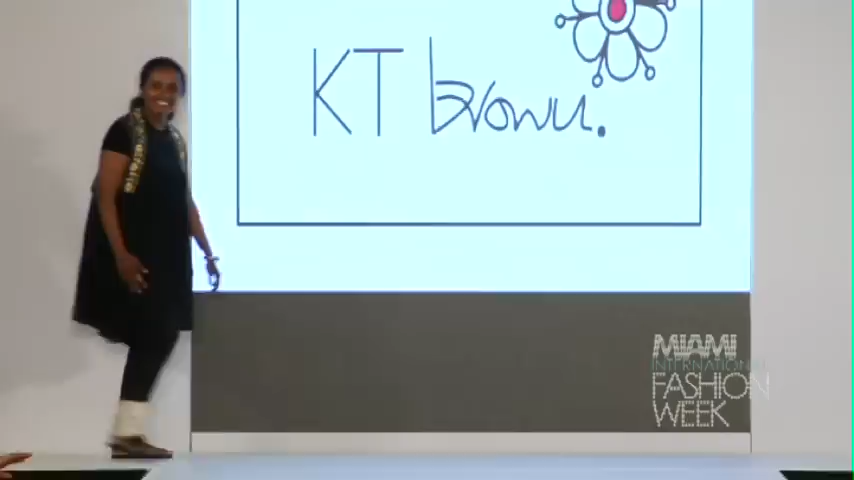 KT brown.
MIAMI
INTERNATIONAL
FASHION
WEEK